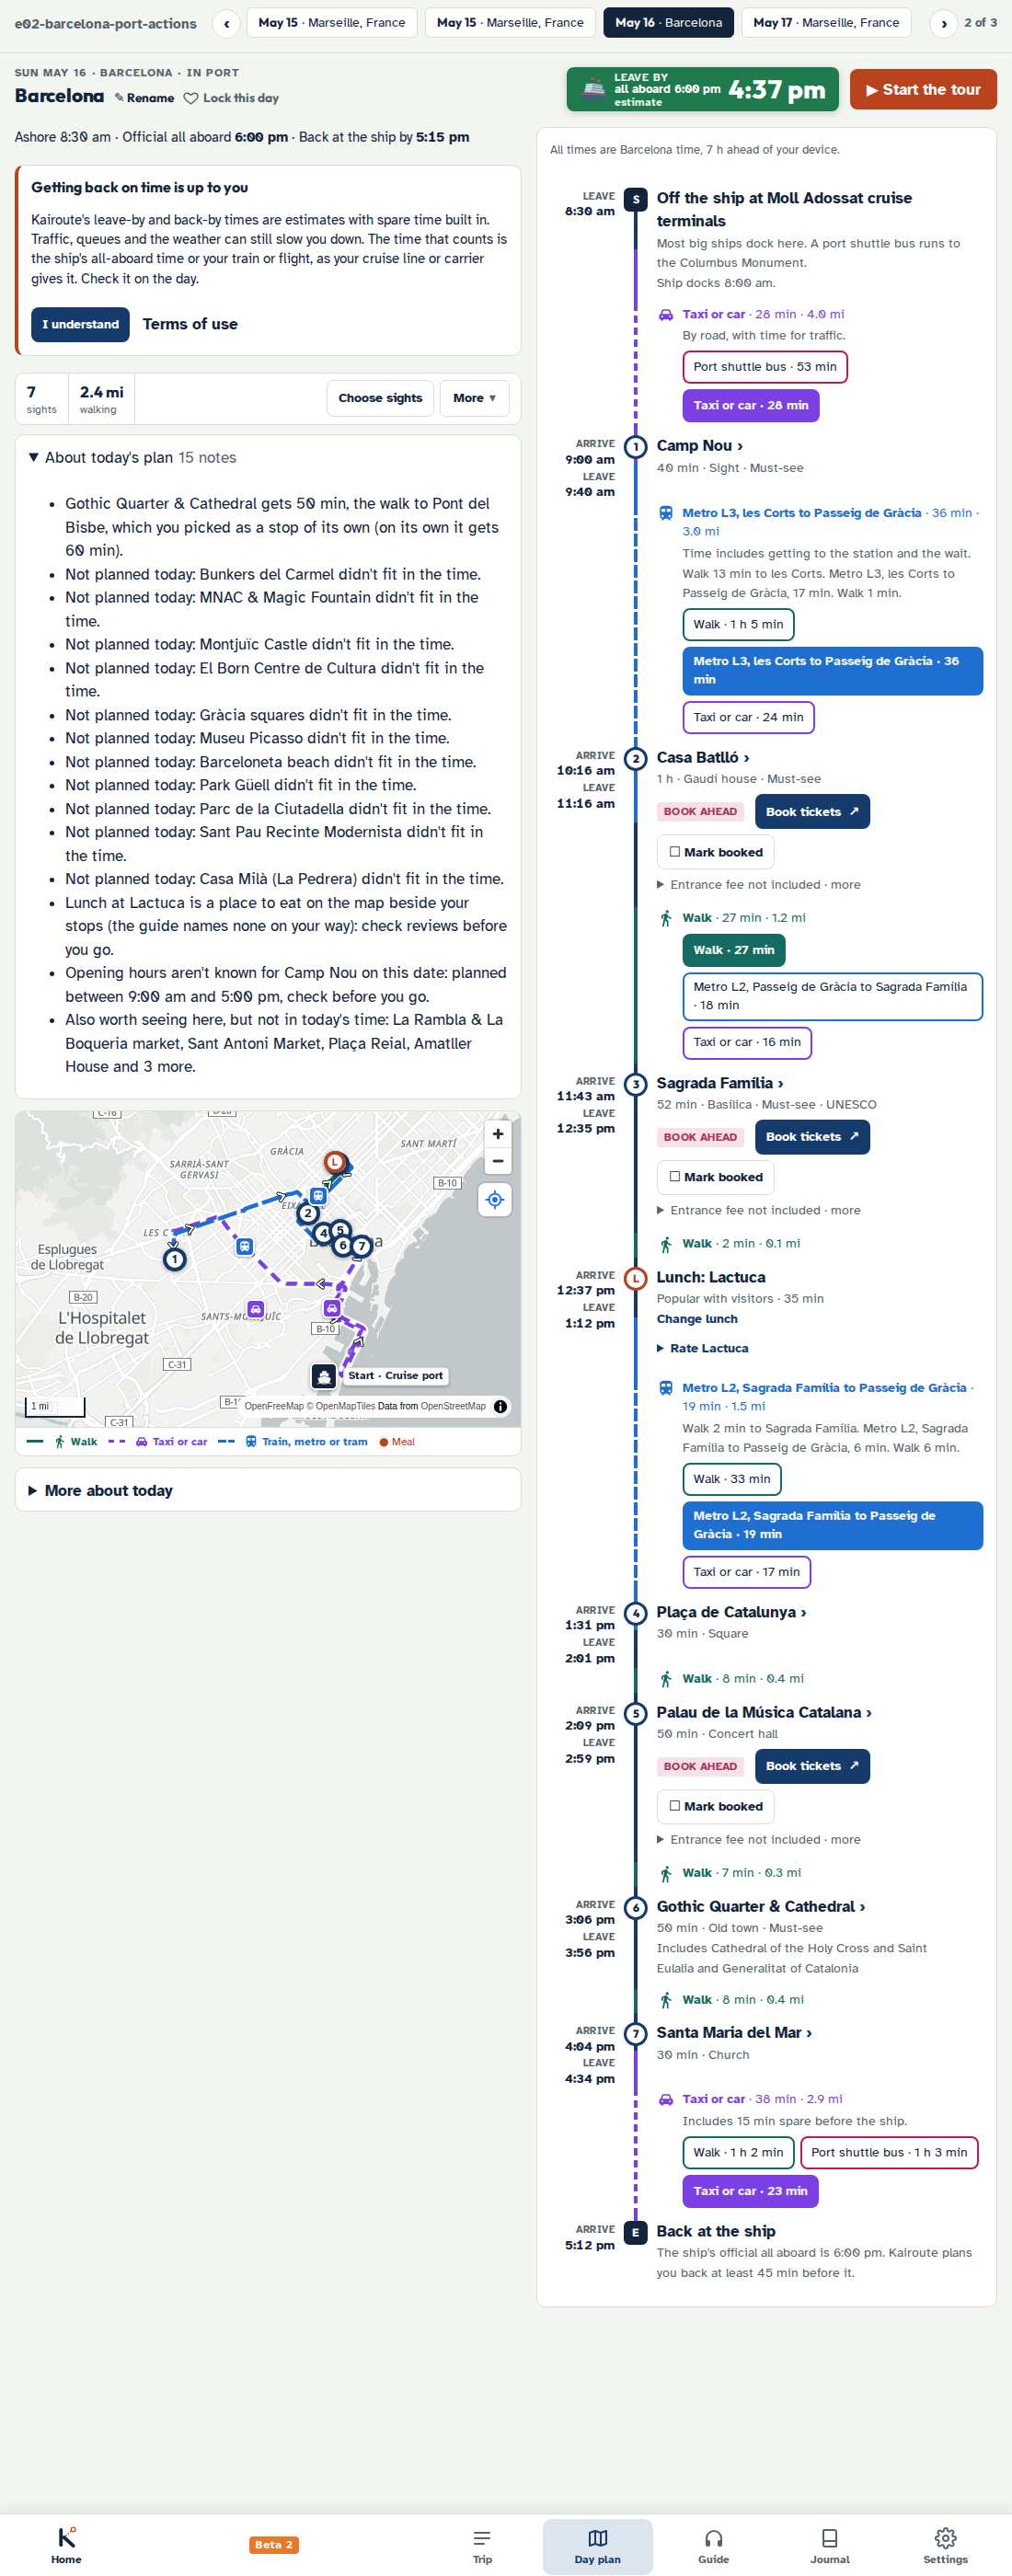 e02-barcelona-port-actions
‹
May 15 · Marseille, France
May 15 · Marseille, France
May 16 · Barcelona
May 17 · Marseille, France
›
2 of 3
SUN MAY 16 · BARCELONA · IN PORT
Barcelona
✎ Rename
Lock this day
LEAVE BY
all aboard 6:00 pm
estimate
4:37 pm
▶ Start the tour
Ashore 8:30 am · Official all aboard 6:00 pm · Back at the ship by 5:15 pm
Getting back on time is up to you
Kairoute's leave-by and back-by times are estimates with spare time built in.
Traffic, queues and the weather can still slow you down. The time that counts is
the ship's all-aboard time or your train or flight, as your cruise line or carrier
gives it. Check it on the day.
I understand
Terms of use
7
sights
2.4 mi
walking
Choose sights
More ▾
▼ About today's plan 15 notes
• Gothic Quarter & Cathedral gets 50 min, the walk to Pont del
Bisbe, which you picked as a stop of its own (on its own it gets
60 min).
• Not planned today: Bunkers del Carmel didn't fit in the time.
• Not planned today: MNAC & Magic Fountain didn't fit in the
time.
• Not planned today: Montjuïc Castle didn't fit in the time.
• Not planned today: El Born Centre de Cultura didn't fit in the
time.
• Not planned today: Gràcia squares didn't fit in the time.
• Not planned today: Museu Picasso didn't fit in the time.
• Not planned today: Barceloneta beach didn't fit in the time.
• Not planned today: Park Güell didn't fit in the time.
• Not planned today: Parc de la Ciutadella didn't fit in the time.
• Not planned today: Sant Pau Recinte Modernista didn't fit in
the time.
• Not planned today: Casa Milà (La Pedrera) didn't fit in the time.
• Lunch at Lactuca is a place to eat on the map beside your
stops (the guide names none on your way): check reviews before
you go.
• Opening hours aren't known for Camp Nou on this date: planned
between 9:00 am and 5:00 pm, check before you go.
• Also worth seeing here, but not in today's time: La Rambla & La
Boqueria market, Sant Antoni Market, Plaça Reial, Amatller
House and 3 more.
C-16
B-20
GRÀCIA
SANT MARTÍ
SARRIÀ-SANT
GERVASI
B-10
L
+
−
2
4
5
6
7
LES C
1
Esplugues
de Llobregat
B-20
L'Hospitalet
de Llobregat
B-10
C-31
Start · Cruise port
1 mi
C-31
OpenFreeMap © OpenMapTiles Data from OpenStreetMap
Walk
Taxi or car
Train, metro or tram
Meal
▶ More about today
All times are Barcelona time, 7 h ahead of your device.
LEAVE
8:30 am
S
Off the ship at Moll Adossat cruise
terminals
Most big ships dock here. A port shuttle bus runs to
the Columbus Monument.
Ship docks 8:00 am.
Taxi or car · 28 min · 4.0 mi
By road, with time for traffic.
Port shuttle bus · 53 min
Taxi or car · 28 min
ARRIVE
9:00 am
LEAVE
9:40 am
1
Camp Nou ›
40 min · Sight · Must-see
Metro L3, les Corts to Passeig de Gràcia · 36 min ·
3.0 mi
Time includes getting to the station and the wait.
Walk 13 min to les Corts. Metro L3, les Corts to
Passeig de Gràcia, 17 min. Walk 1 min.
Walk · 1 h 5 min
Metro L3, les Corts to Passeig de Gràcia · 36
min
Taxi or car · 24 min
ARRIVE
10:16 am
LEAVE
11:16 am
2
Casa Batlló ›
1 h · Gaudí house · Must-see
BOOK AHEAD
Book tickets ↗
Mark booked
▶ Entrance fee not included · more
Walk · 27 min · 1.2 mi
Walk · 27 min
Metro L2, Passeig de Gràcia to Sagrada Família
· 18 min
Taxi or car · 16 min
ARRIVE
11:43 am
LEAVE
12:35 pm
3
Sagrada Família ›
52 min · Basilica · Must-see · UNESCO
BOOK AHEAD
Book tickets ↗
Mark booked
▶ Entrance fee not included · more
Walk · 2 min · 0.1 mi
ARRIVE
12:37 pm
LEAVE
1:12 pm
L
Lunch: Lactuca
Popular with visitors · 35 min
Change lunch
▶ Rate Lactuca
Metro L2, Sagrada Família to Passeig de Gràcia ·
19 min · 1.5 mi
Walk 2 min to Sagrada Família. Metro L2, Sagrada
Família to Passeig de Gràcia, 6 min. Walk 6 min.
Walk · 33 min
Metro L2, Sagrada Família to Passeig de
Gràcia · 19 min
Taxi or car · 17 min
ARRIVE
1:31 pm
LEAVE
2:01 pm
4
Plaça de Catalunya ›
30 min · Square
Walk · 8 min · 0.4 mi
ARRIVE
2:09 pm
LEAVE
2:59 pm
5
Palau de la Música Catalana ›
50 min · Concert hall
BOOK AHEAD
Book tickets ↗
Mark booked
▶ Entrance fee not included · more
Walk · 7 min · 0.3 mi
ARRIVE
3:06 pm
LEAVE
3:56 pm
6
Gothic Quarter & Cathedral ›
50 min · Old town · Must-see
Includes Cathedral of the Holy Cross and Saint
Eulalia and Generalitat of Catalonia
Walk · 8 min · 0.4 mi
ARRIVE
4:04 pm
LEAVE
4:34 pm
7
Santa Maria del Mar ›
30 min · Church
Taxi or car · 38 min · 2.9 mi
Includes 15 min spare before the ship.
Walk · 1 h 2 min
Port shuttle bus · 1 h 3 min
Taxi or car · 23 min
ARRIVE
5:12 pm
E
Back at the ship
The ship's official all aboard is 6:00 pm. Kairoute plans
you back at least 45 min before it.
Home
Beta 2
Trip
Day plan
Guide
Journal
Settings